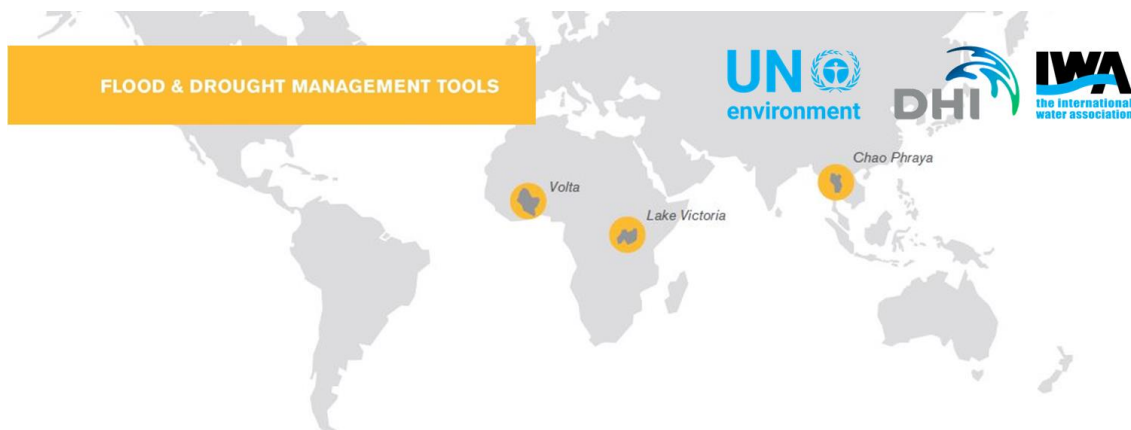 FLOOD & DROUGHT MANAGEMENT TOOLS
UN
environment
DHI
IWA
the international
water association
Chao Phraya
Volta
Lake Victoria